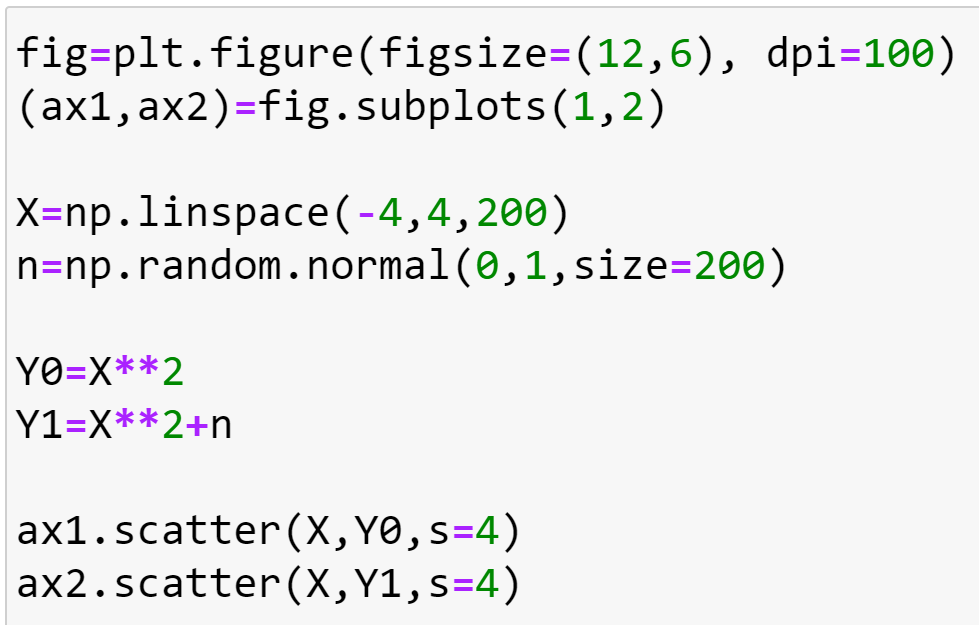 fig=plt.figure(figsize=(12,6), dpi=100)
(ax1,ax2)=fig.subplots(1,2)
X=np.linspace(-4,4,200)
n=np.random.normal(0,1,size=200)
Y0=X**2
Y1=X**2+n
ax1.scatter(X,Y0,s=4)
ax2.scatter(X,Y1,s=4)